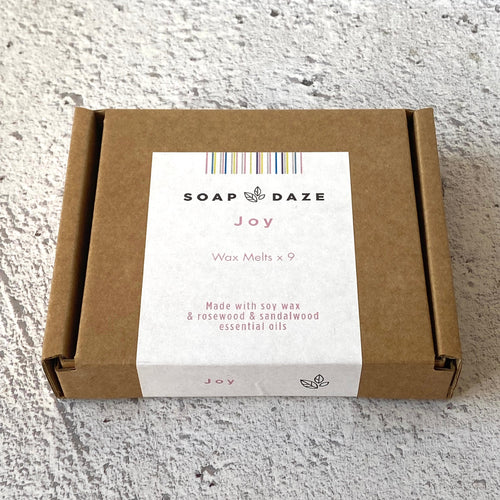 SOAP DAZE
Joy
Wax Melts x 9
Made with soy wax
& rosewood & sandalwood
essential oils
Joy